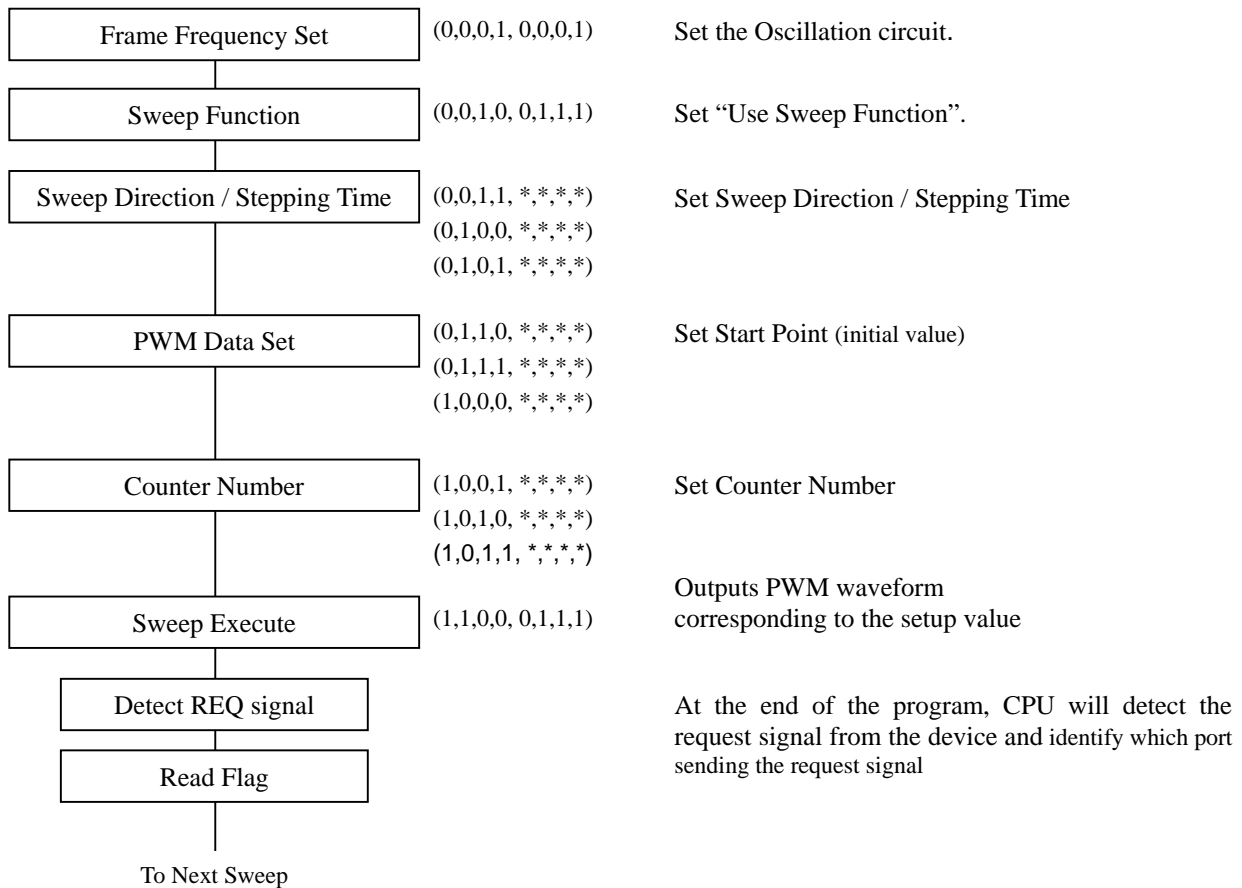 Frame Frequency Set (0,0,0,1, 0,0,0,1) Set the Oscillation circuit.
Sweep Function (0,0,1,0, 0,1,1,1) Set “Use Sweep Function”.
Sweep Direction / Stepping Time (0,0,1,1, *,*,*,*) Set Sweep Direction / Stepping Time
(0,1,0,0, *,*,*,*)
(0,1,0,1, *,*,*,*)
PWM Data Set (0,1,1,0, *,*,*,*) Set Start Point (initial value)
(0,1,1,1, *,*,*,*)
(1,0,0,0, *,*,*,*)
Counter Number (1,0,0,1, *,*,*,*) Set Counter Number
(1,0,1,0, *,*,*,*)
(1,0,1,1, *,*,*,*)
Outputs PWM waveform
Sweep Execute (1,1,0,0, 0,1,1,1) corresponding to the setup value
Detect REQ signal At the end of the program, CPU will detect the
request signal from the device and identify which port
Read Flag sending the request signal
To Next Sweep